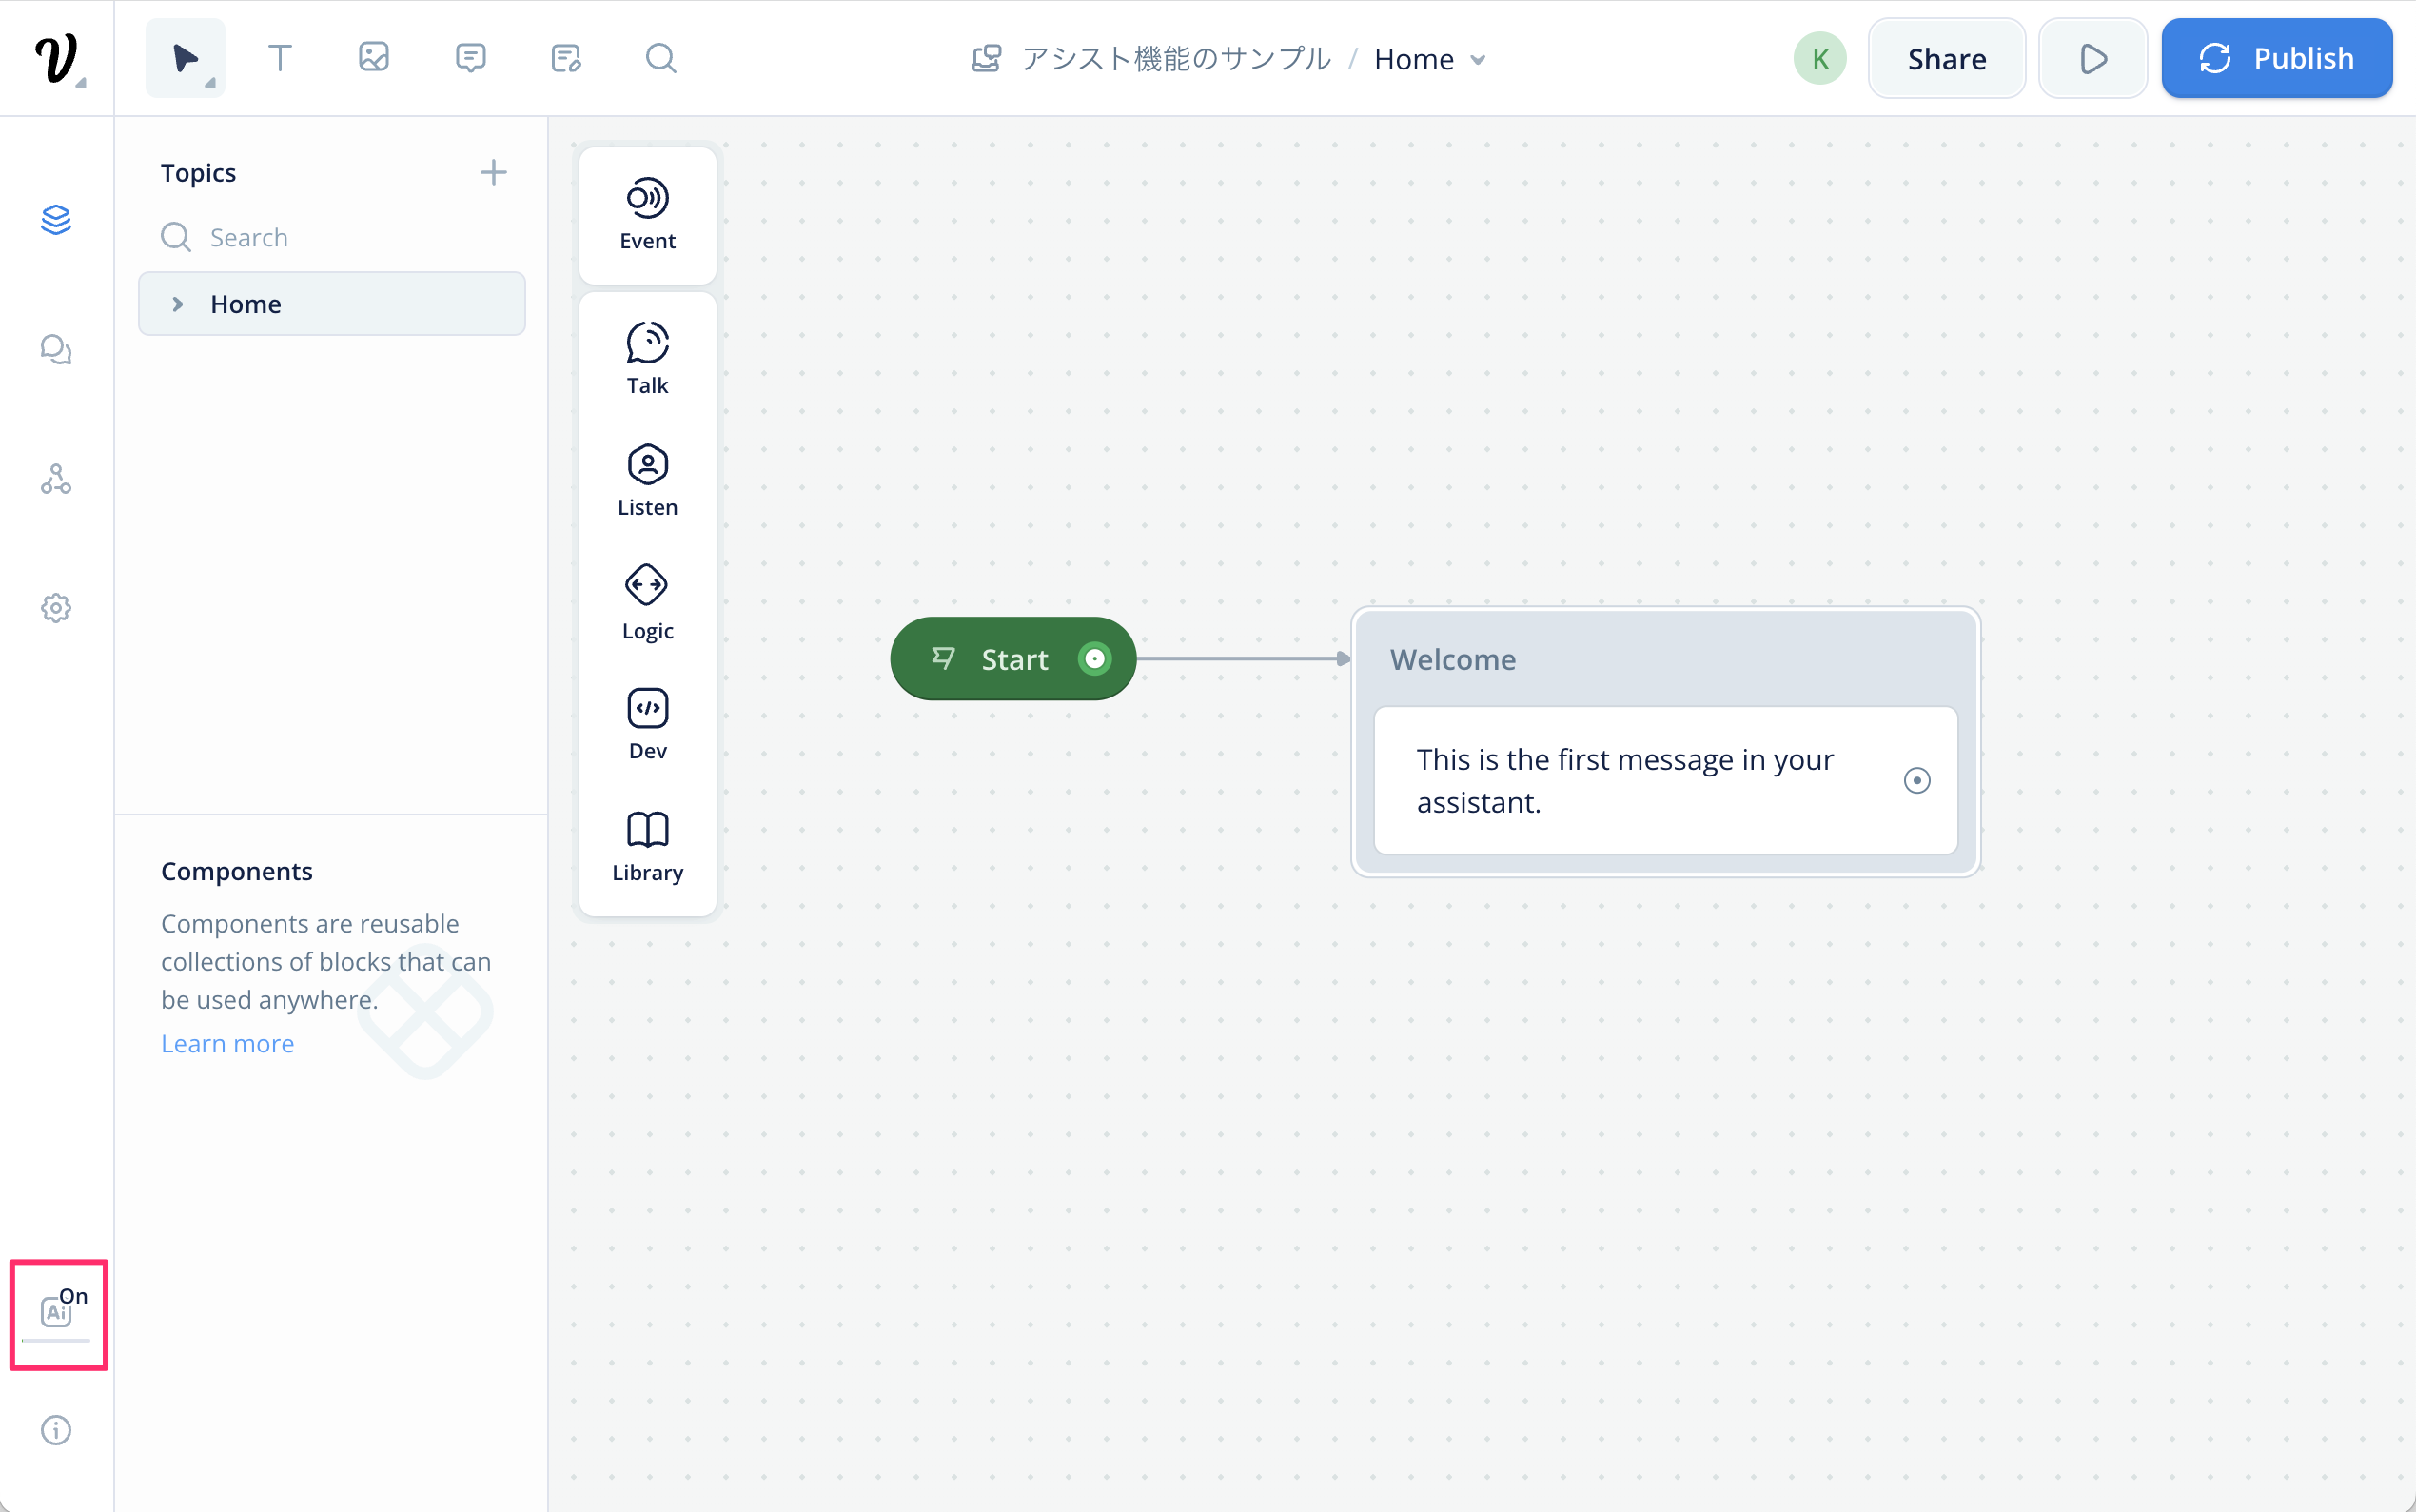 アシスト機能のサンプル / Home
K
Share
Publish
Topics
Search
Home
Event
Talk
Listen
Logic
Dev
Library
Start
Welcome
This is the first message in your
assistant.
Components
Components are reusable
collections of blocks that can
be used anywhere.
Learn more
On
Ai